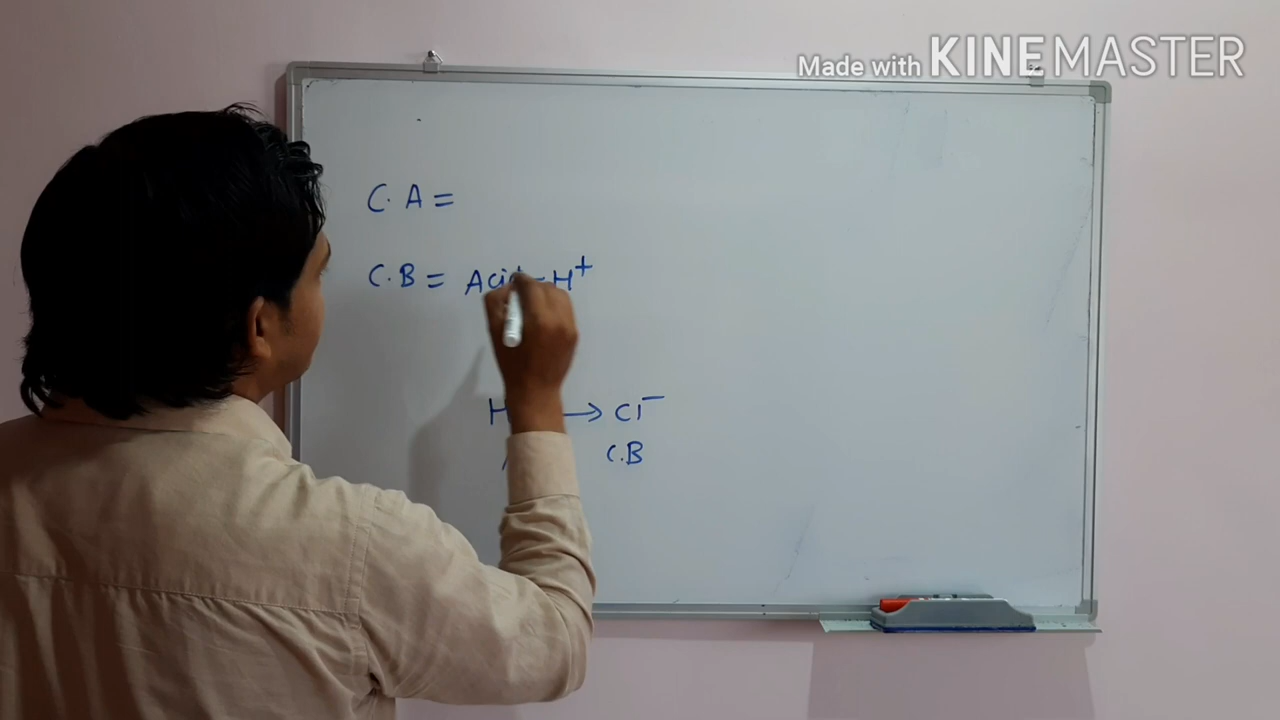 Made with KINEMASTER
C. A =
C. B = Acid - H⁺
H → Cl⁻
C.B